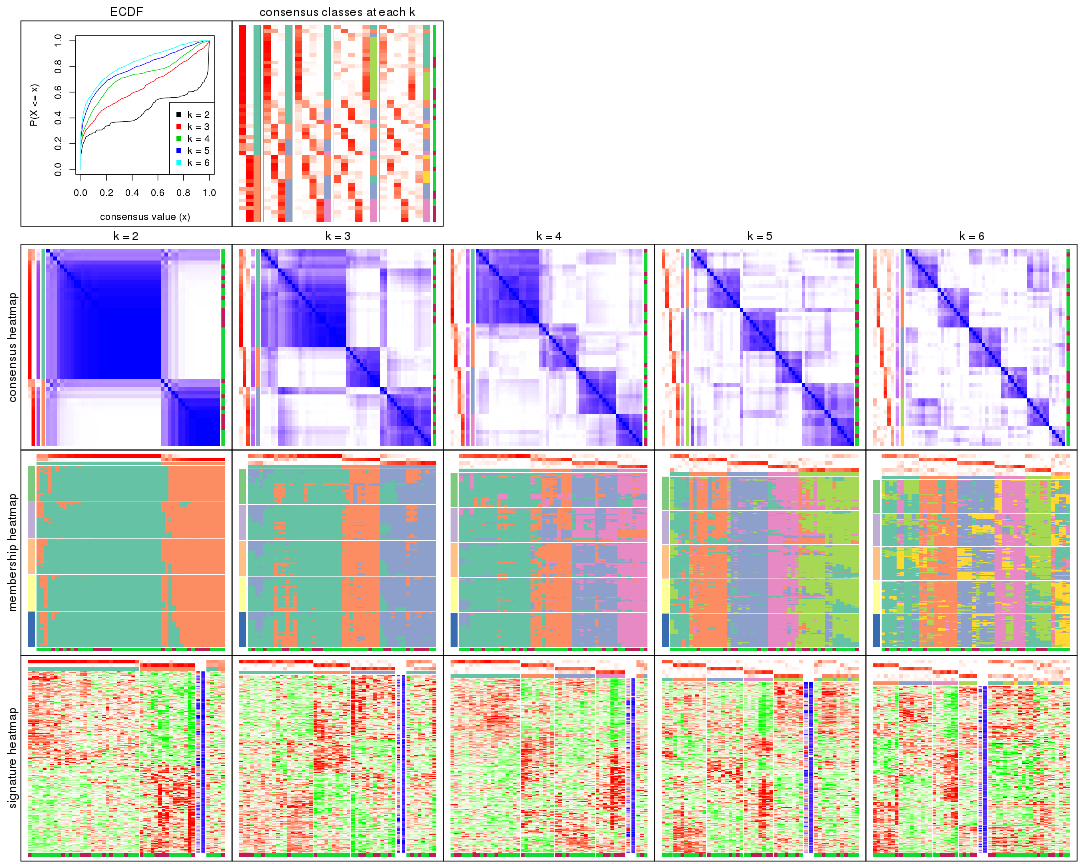 ECDF
consensus classes at each k
P(X <= x)
0.0 0.2 0.4 0.6 0.8 1.0
k = 2
k = 3
k = 4
k = 5
k = 6
0.0 0.2 0.4 0.6 0.8 1.0
consensus value (x)
k = 2
k = 3
k = 4
k = 5
k = 6
consensus heatmap
membership heatmap
signature heatmap